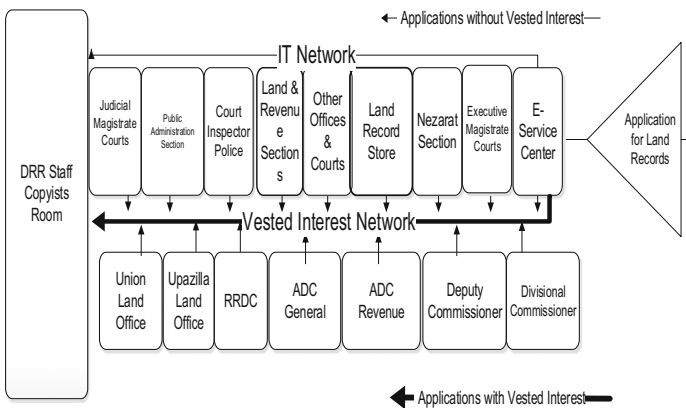 Applications without Vested Interest
IT Network
Judicial
Magistrate
Courts
Public
Administration
Section
Court
Inspector
Police
Land &
Revenu
e
Section
s
Other
Offices
&
Courts
Land
Record
Store
Nezarat
Section
Executive
Magistrate
Courts
E-
Service
Center
Application
for Land
Records
DRR Staff
Copyists
Room
Vested Interest Network
Union
Land
Office
Upazilla
Land
Office
RRDC
ADC
General
ADC
Revenue
Deputy
Commissioner
Divisional
Commissioner
Applications with Vested Interest